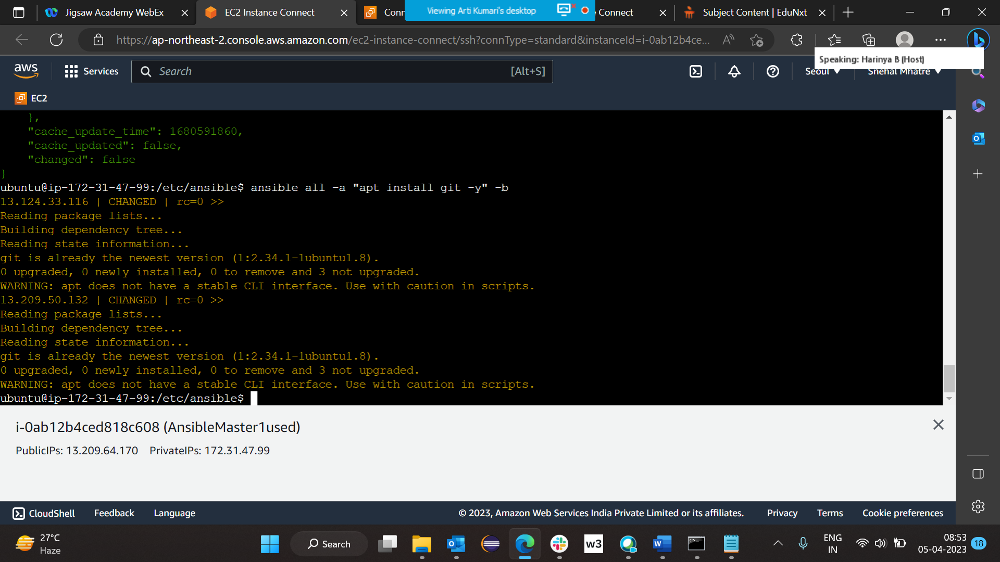 Jigsaw Academy WebEx
EC2 Instance Connect
Conn
Viewing Arti Kumari's desktop
Connect
Subject Content | EduNxt
https://ap-northeast-2.console.aws.amazon.com/ec2-instance-connect/ssh?connType=standard&instanceId=i-0ab12b4ce...
Speaking: Harinya B (Host)
aws
Services
Search
[Alt+S]
Seoul
Snehal Mhatre
EC2
},
"cache_update_time": 1680591860,
"cache_updated": false,
"changed": false
}
ubuntu@ip-172-31-47-99:/etc/ansible$ ansible all -a "apt install git -y" -b
13.124.33.116 | CHANGED | rc=0 >>
Reading package lists...
Building dependency tree...
Reading state information...
git is already the newest version (1:2.34.1-1ubuntu1.8).
0 upgraded, 0 newly installed, 0 to remove and 3 not upgraded.
WARNING: apt does not have a stable CLI interface. Use with caution in scripts.
13.209.50.132 | CHANGED | rc=0 >>
Reading package lists...
Building dependency tree...
Reading state information...
git is already the newest version (1:2.34.1-1ubuntu1.8).
0 upgraded, 0 newly installed, 0 to remove and 3 not upgraded.
WARNING: apt does not have a stable CLI interface. Use with caution in scripts.
ubuntu@ip-172-31-47-99:/etc/ansible$
i-0ab12b4ced818c608 (AnsibleMaster1used)
PublicIPs: 13.209.64.170 PrivateIPs: 172.31.47.99
CloudShell
Feedback
Language
© 2023, Amazon Web Services India Private Limited or its affiliates.
Privacy
Terms
Cookie preferences
27°C
Haze
Search
w3
ENG
IN
08:53
05-04-2023
18